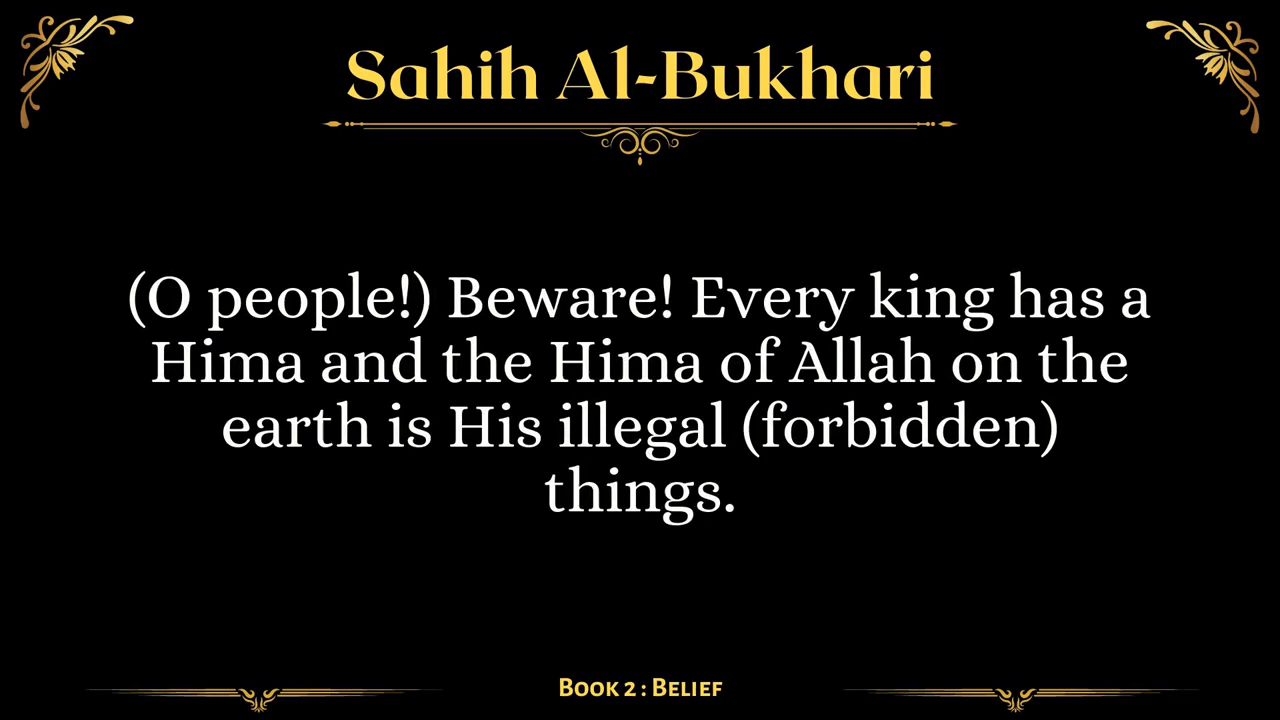 Sahih Al-Bukhari
(O people!) Beware! Every king has a
Hima and the Hima of Allah on the
earth is His illegal (forbidden)
things.
Book 2 : Belief